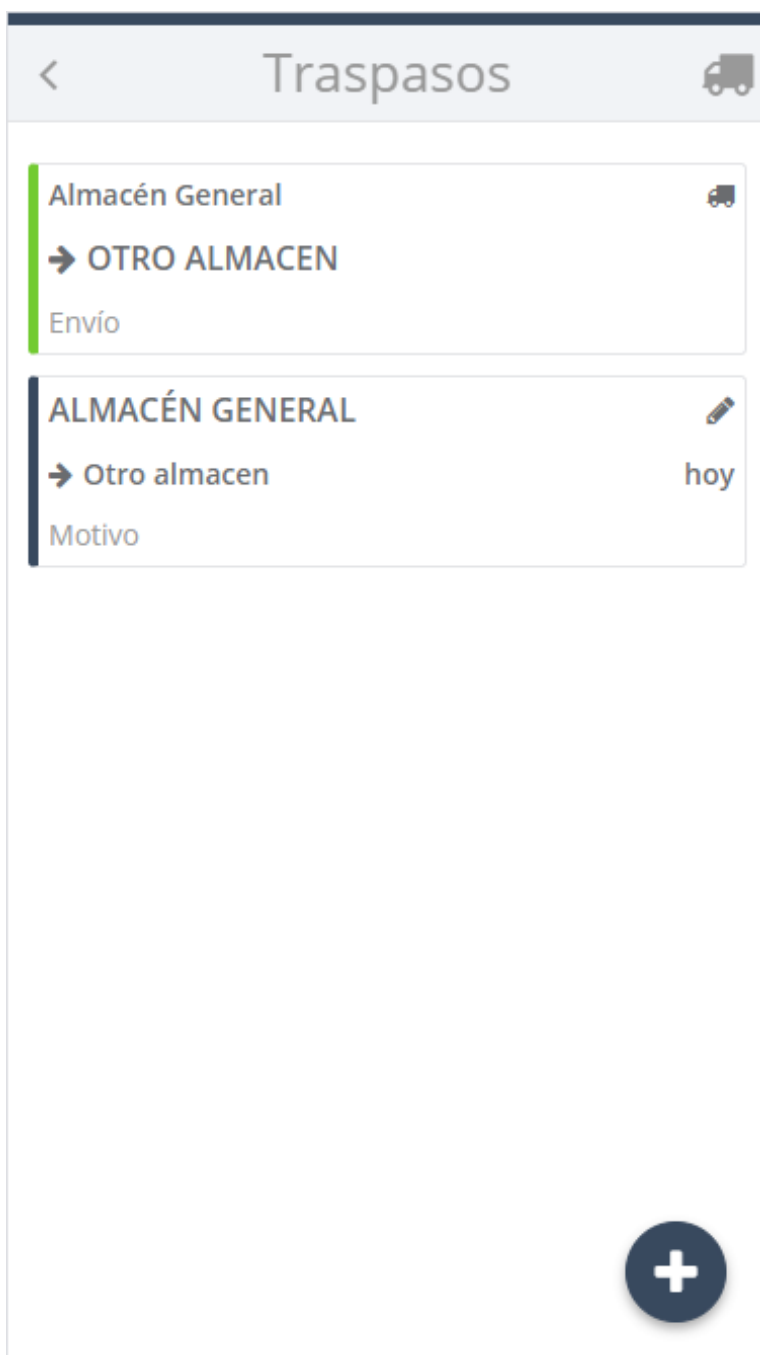 Traspasos
Almacén General
OTRO ALMACEN
Envío
ALMACÉN GENERAL
Otro almacen hoy
Motivo